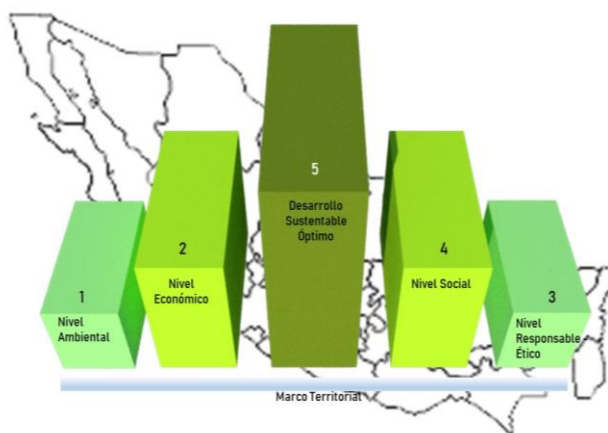 5
Desarrollo
Sustentable
Óptimo
2
Nivel
Económico
4
Nivel Social
1
Nivel
Ambiental
3
Nivel
Responsable -
Ético
Marco Territorial